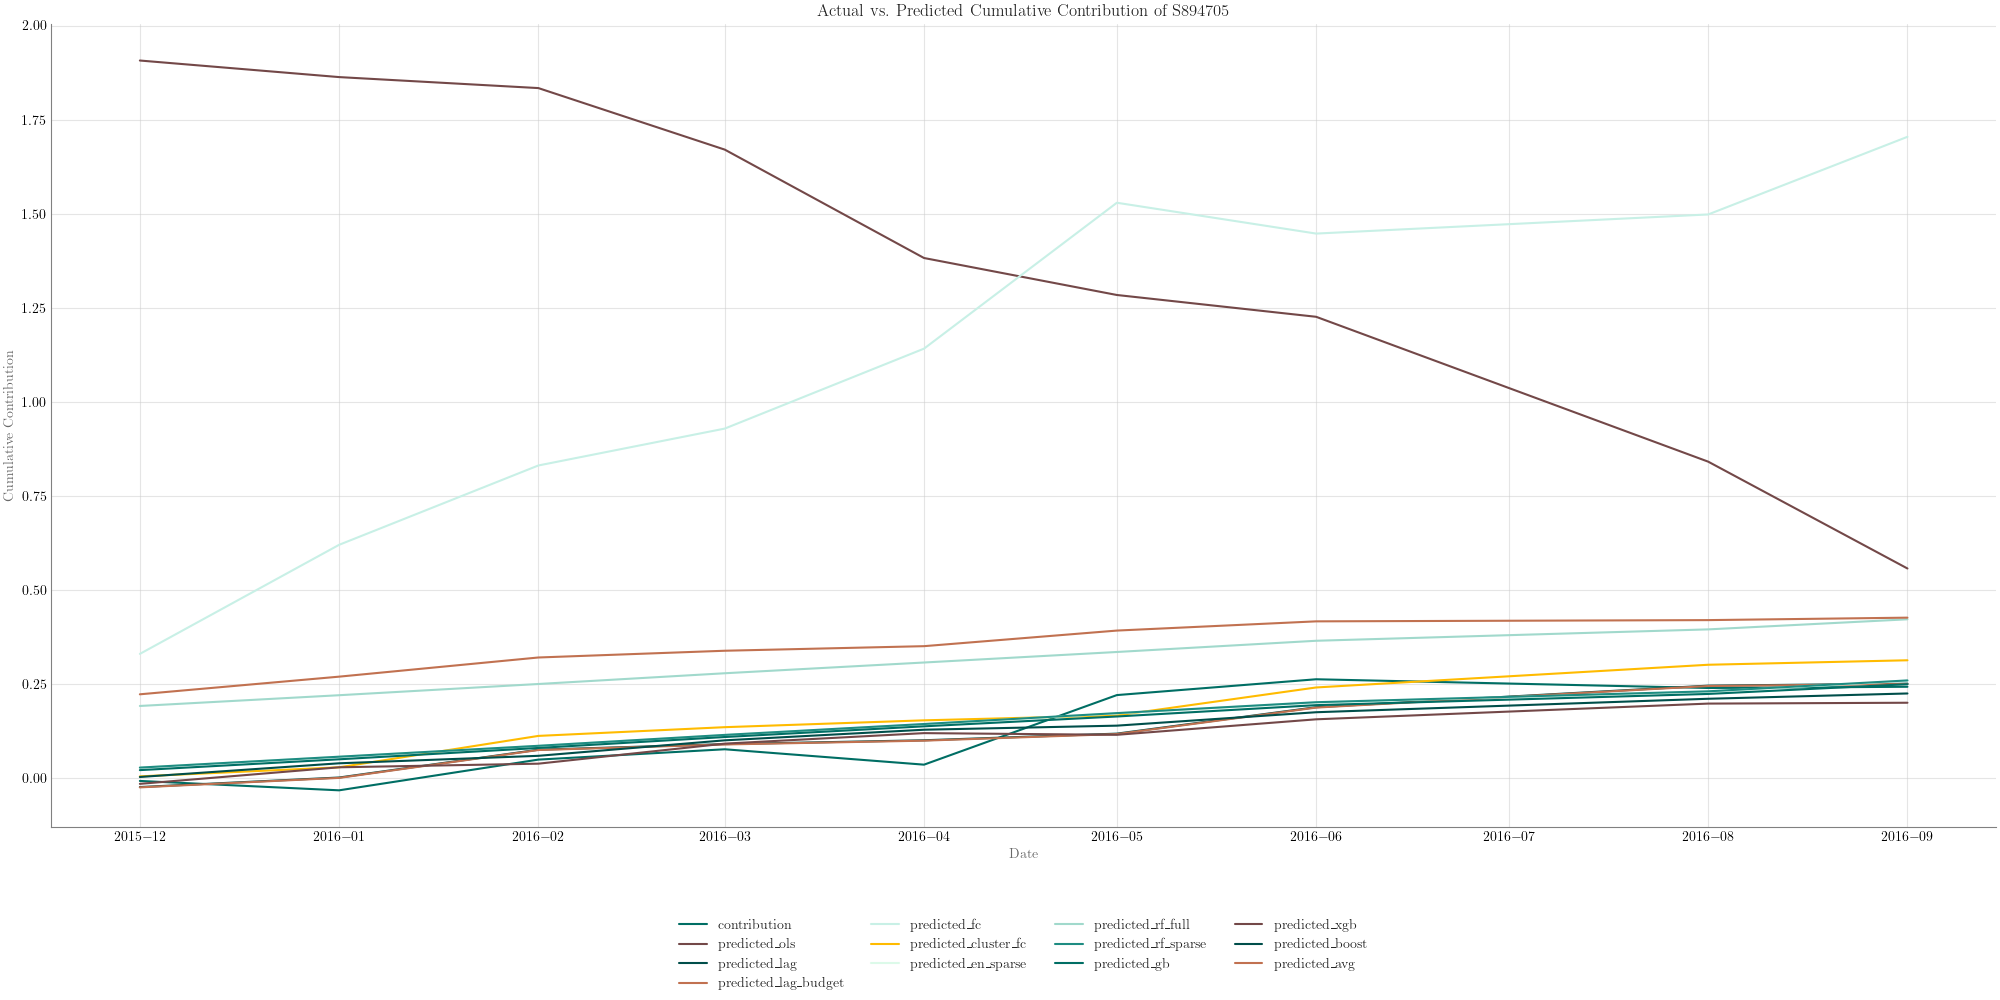 Actual vs. Predicted Cumulative Contribution of S894705
2.00
1.75
1.50
1.25
1.00
0.75
0.50
0.25
0.00
Cumulative Contribution
2015-12 2016-01 2016-02 2016-03 2016-04 2016-05 2016-06 2016-07 2016-08 2016-09
Date
contribution predicted_fc predicted_rf_full predicted_xgb
predicted_ols predicted_cluster_fc predicted_rf_sparse predicted_boost
predicted_lag predicted_en_sparse predicted_gb predicted_avg
predicted_lag_budget